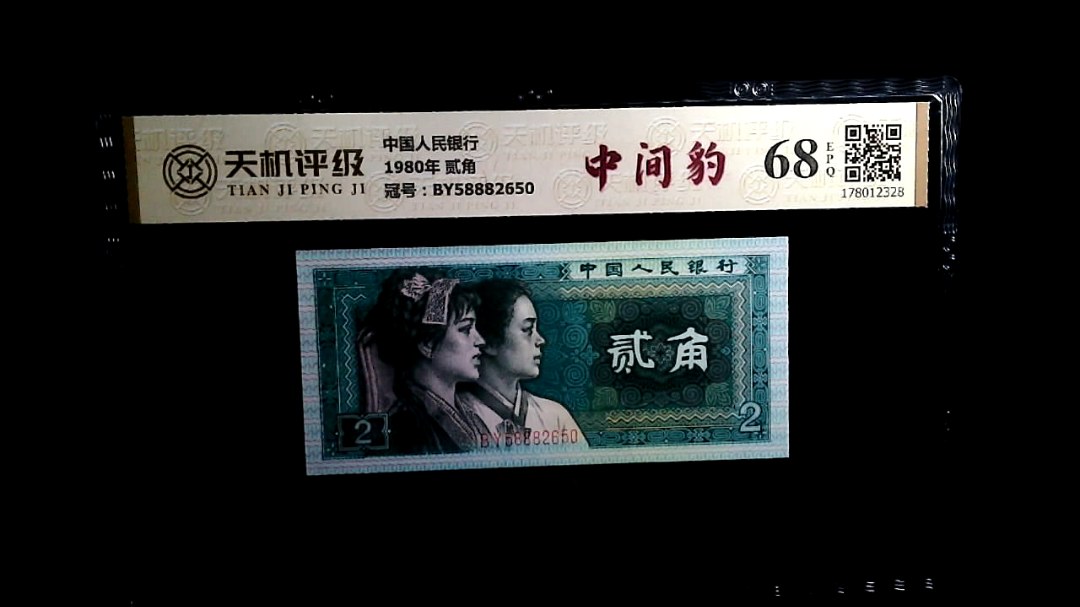 天机评级
TIAN JI PING JI
中国人民银行
1980年 贰角
冠号：BY58882650
中间豹
68
EPQ
178012328
中国人民银行
贰角
2
2
BY58882650